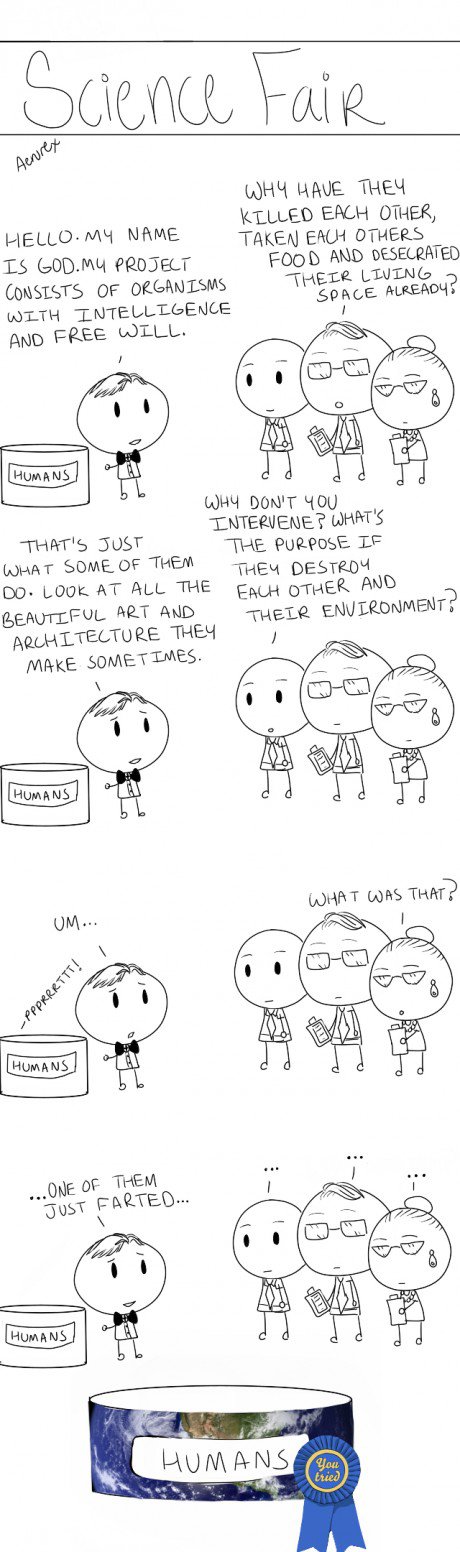 Science Fair
Aenrex
HELLO. MY NAME
IS GOD. MY PROJECT
CONSISTS OF ORGANISMS
WITH INTELLIGENCE
AND FREE WILL.
WHY HAVE THEY
KILLED EACH OTHER,
TAKEN EACH OTHERS
FOOD AND DESECRATED
THEIR LIVING
SPACE ALREADY?
HUMANS
THAT'S JUST
WHAT SOME OF THEM
DO. LOOK AT ALL THE
BEAUTIFUL ART AND
ARCHITECTURE THEY
MAKE SOMETIMES.
WHY DON'T YOU
INTERVENE? WHAT'S
THE PURPOSE IF
THEY DESTROY
EACH OTHER AND
THEIR ENVIRONMENT?
HUMANS
UM...
-PPPRRRTTT!
WHAT WAS THAT?
HUMANS
...ONE OF THEM
JUST FARTED...
...
...
...
HUMANS
HUMANS
You
tried